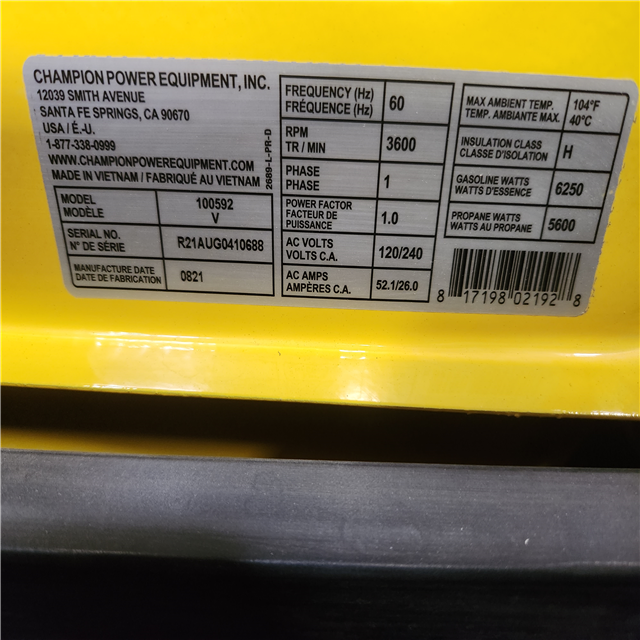 CHAMPION POWER EQUIPMENT, INC.
12039 SMITH AVENUE
SANTA FE SPRINGS, CA 90670
USA / É.-U.
1-877-338-0999
WWW.CHAMPIONPOWEREQUIPMENT.COM
MADE IN VIETNAM / FABRIQUÉ AU VIETNAM
2689-L-PR-D
MODEL
MODÈLE
100592
V
SERIAL NO.
N° DE SÉRIE
R21AUG0410688
MANUFACTURE DATE
DATE DE FABRICATION
0821
FREQUENCY (Hz)
FRÉQUENCE (Hz)
60
RPM
TR / MIN
3600
PHASE
PHASE
1
POWER FACTOR
FACTEUR DE
PUISSANCE
1.0
AC VOLTS
VOLTS C.A.
120/240
AC AMPS
AMPÈRES C.A.
52.1/26.0
MAX AMBIENT TEMP.
TEMP. AMBIANTE MAX.
104°F
40°C
INSULATION CLASS
CLASSE D'ISOLATION
H
GASOLINE WATTS
WATTS D'ESSENCE
6250
PROPANE WATTS
WATTS AU PROPANE
5600
8 17198 02192 8